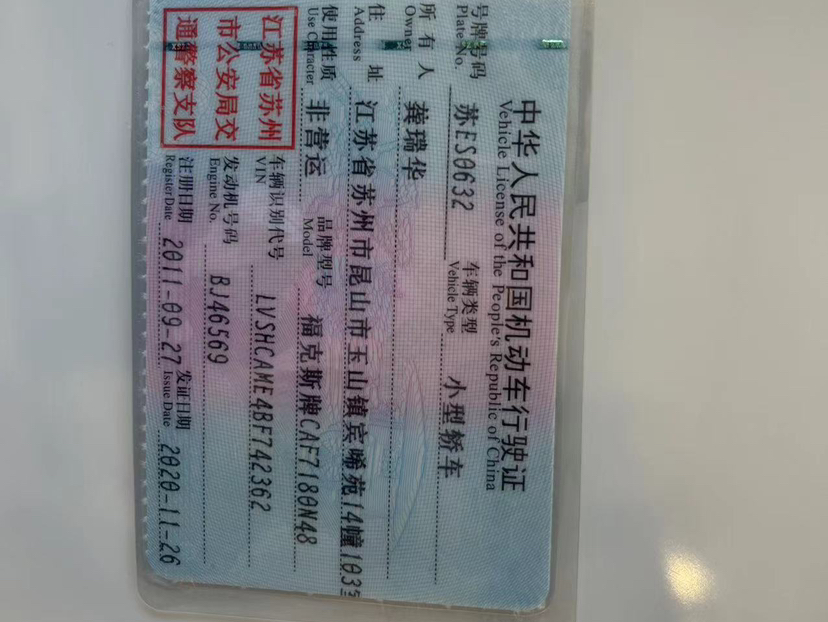 中华人民共和国机动车行驶证
Vehicle License of the People's Republic of China
号牌号码 苏ES0632 车辆类型 小型轿车
Plate No. Vehicle Type
所有人 龚瑞华
Owner
住址 江苏省苏州市昆山市玉山镇宾晞苑14幢103室
Address
使用性质 非营运 品牌型号 福克斯牌CAF7180N48
Use Character Model
江苏省苏州
市公安局交
通警察支队
车辆识别代号 LVSHCAME4BF742362
VIN
发动机号码 BJ46569
Engine No.
注册日期 2011-09-27 发证日期 2020-11-26
Register Date Issue Date